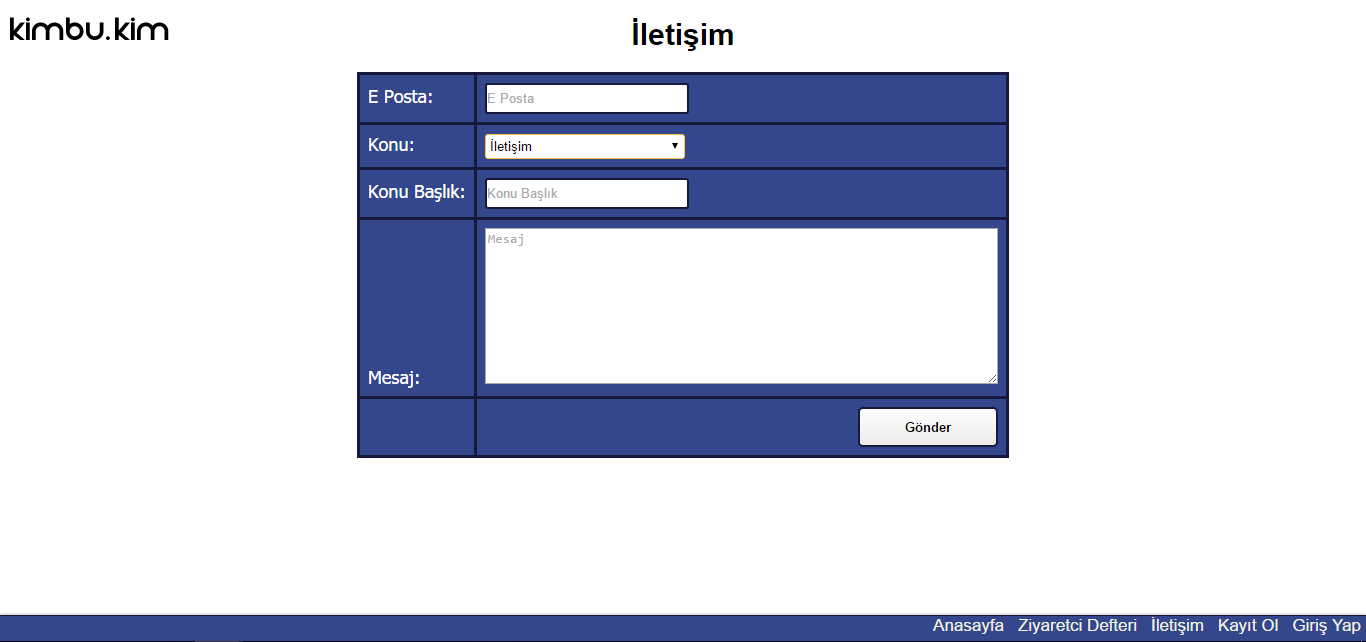 kimbu.kim
İletişim
E Posta:
E Posta
Konu:
İletişim
Konu Başlık:
Konu Başlık
Mesaj
Mesaj:
Gönder
Anasayfa Ziyaretci Defteri İletişim Kayıt Ol Giriş Yap